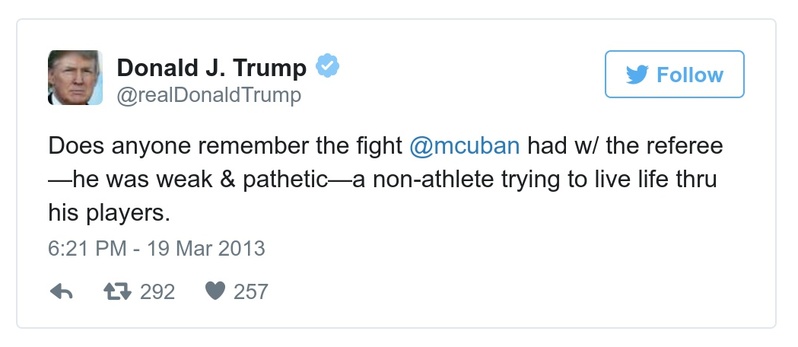 Donald J. Trump
@realDonaldTrump
Follow
Does anyone remember the fight @mcuban had w/ the referee
—he was weak & pathetic—a non-athlete trying to live life thru
his players.
6:21 PM - 19 Mar 2013
292 257